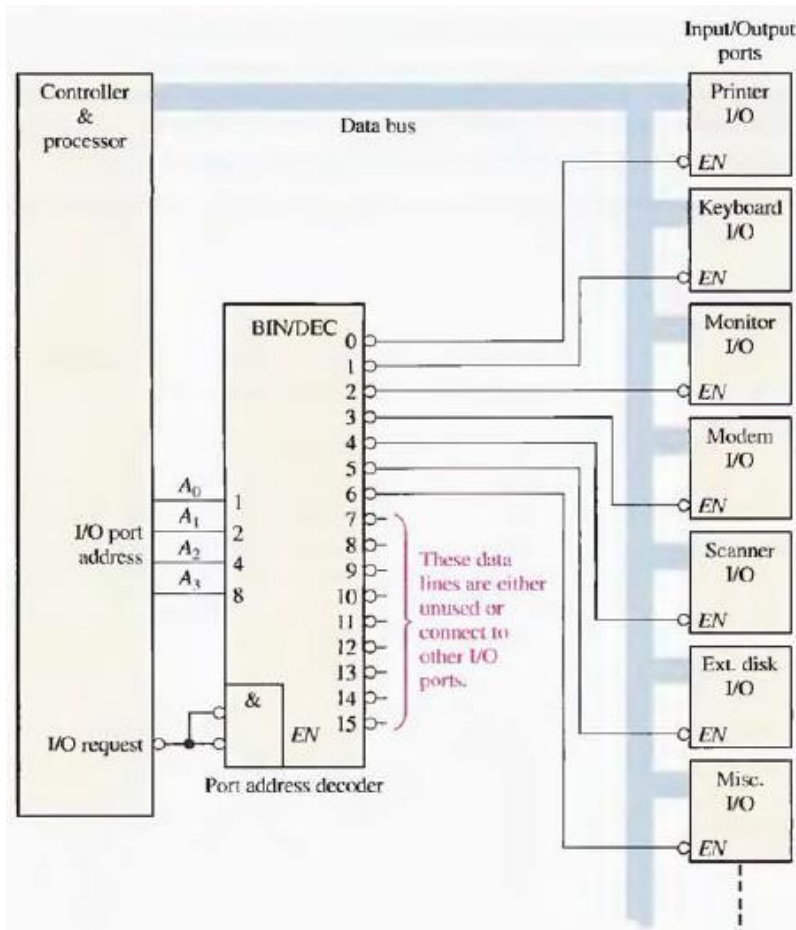 Input/Output
ports
Controller
&
processor
Data bus
Printer
I/O
EN
Keyboard
I/O
EN
Monitor
I/O
EN
Modem
I/O
EN
Scanner
I/O
EN
Ext. disk
I/O
EN
Misc.
I/O
EN
BIN/DEC
0
1
2
3
4
5
6
7
8
9
10
11
12
13
14
15
I/O port
address
A₀
A₁
A₂
A₃
1
2
4
8
These data
lines are either
unused or
connect to
other I/O
ports.
&
EN
I/O request
Port address decoder